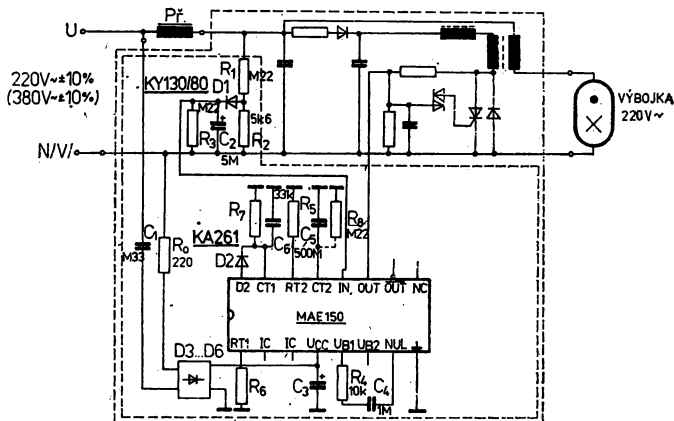 U
Př.
220V~±10%
(380V~±10%)
KY130/80
D1
R1
M22
M22
R3
C2
5M
5k6
R2
VÝBOJKA
220V~
N/V/
C1
M33
R0
220
KA261
D2
R7
33k
C6
R5
C5
500M
R8
M22
D2 CT1 RT2 CT2 IN OUT OUT NC
MAE150
RT1 IC IC UCC UB1 UB2 NUL
D3...D6
R6
C3
R4
10k
C4
1M